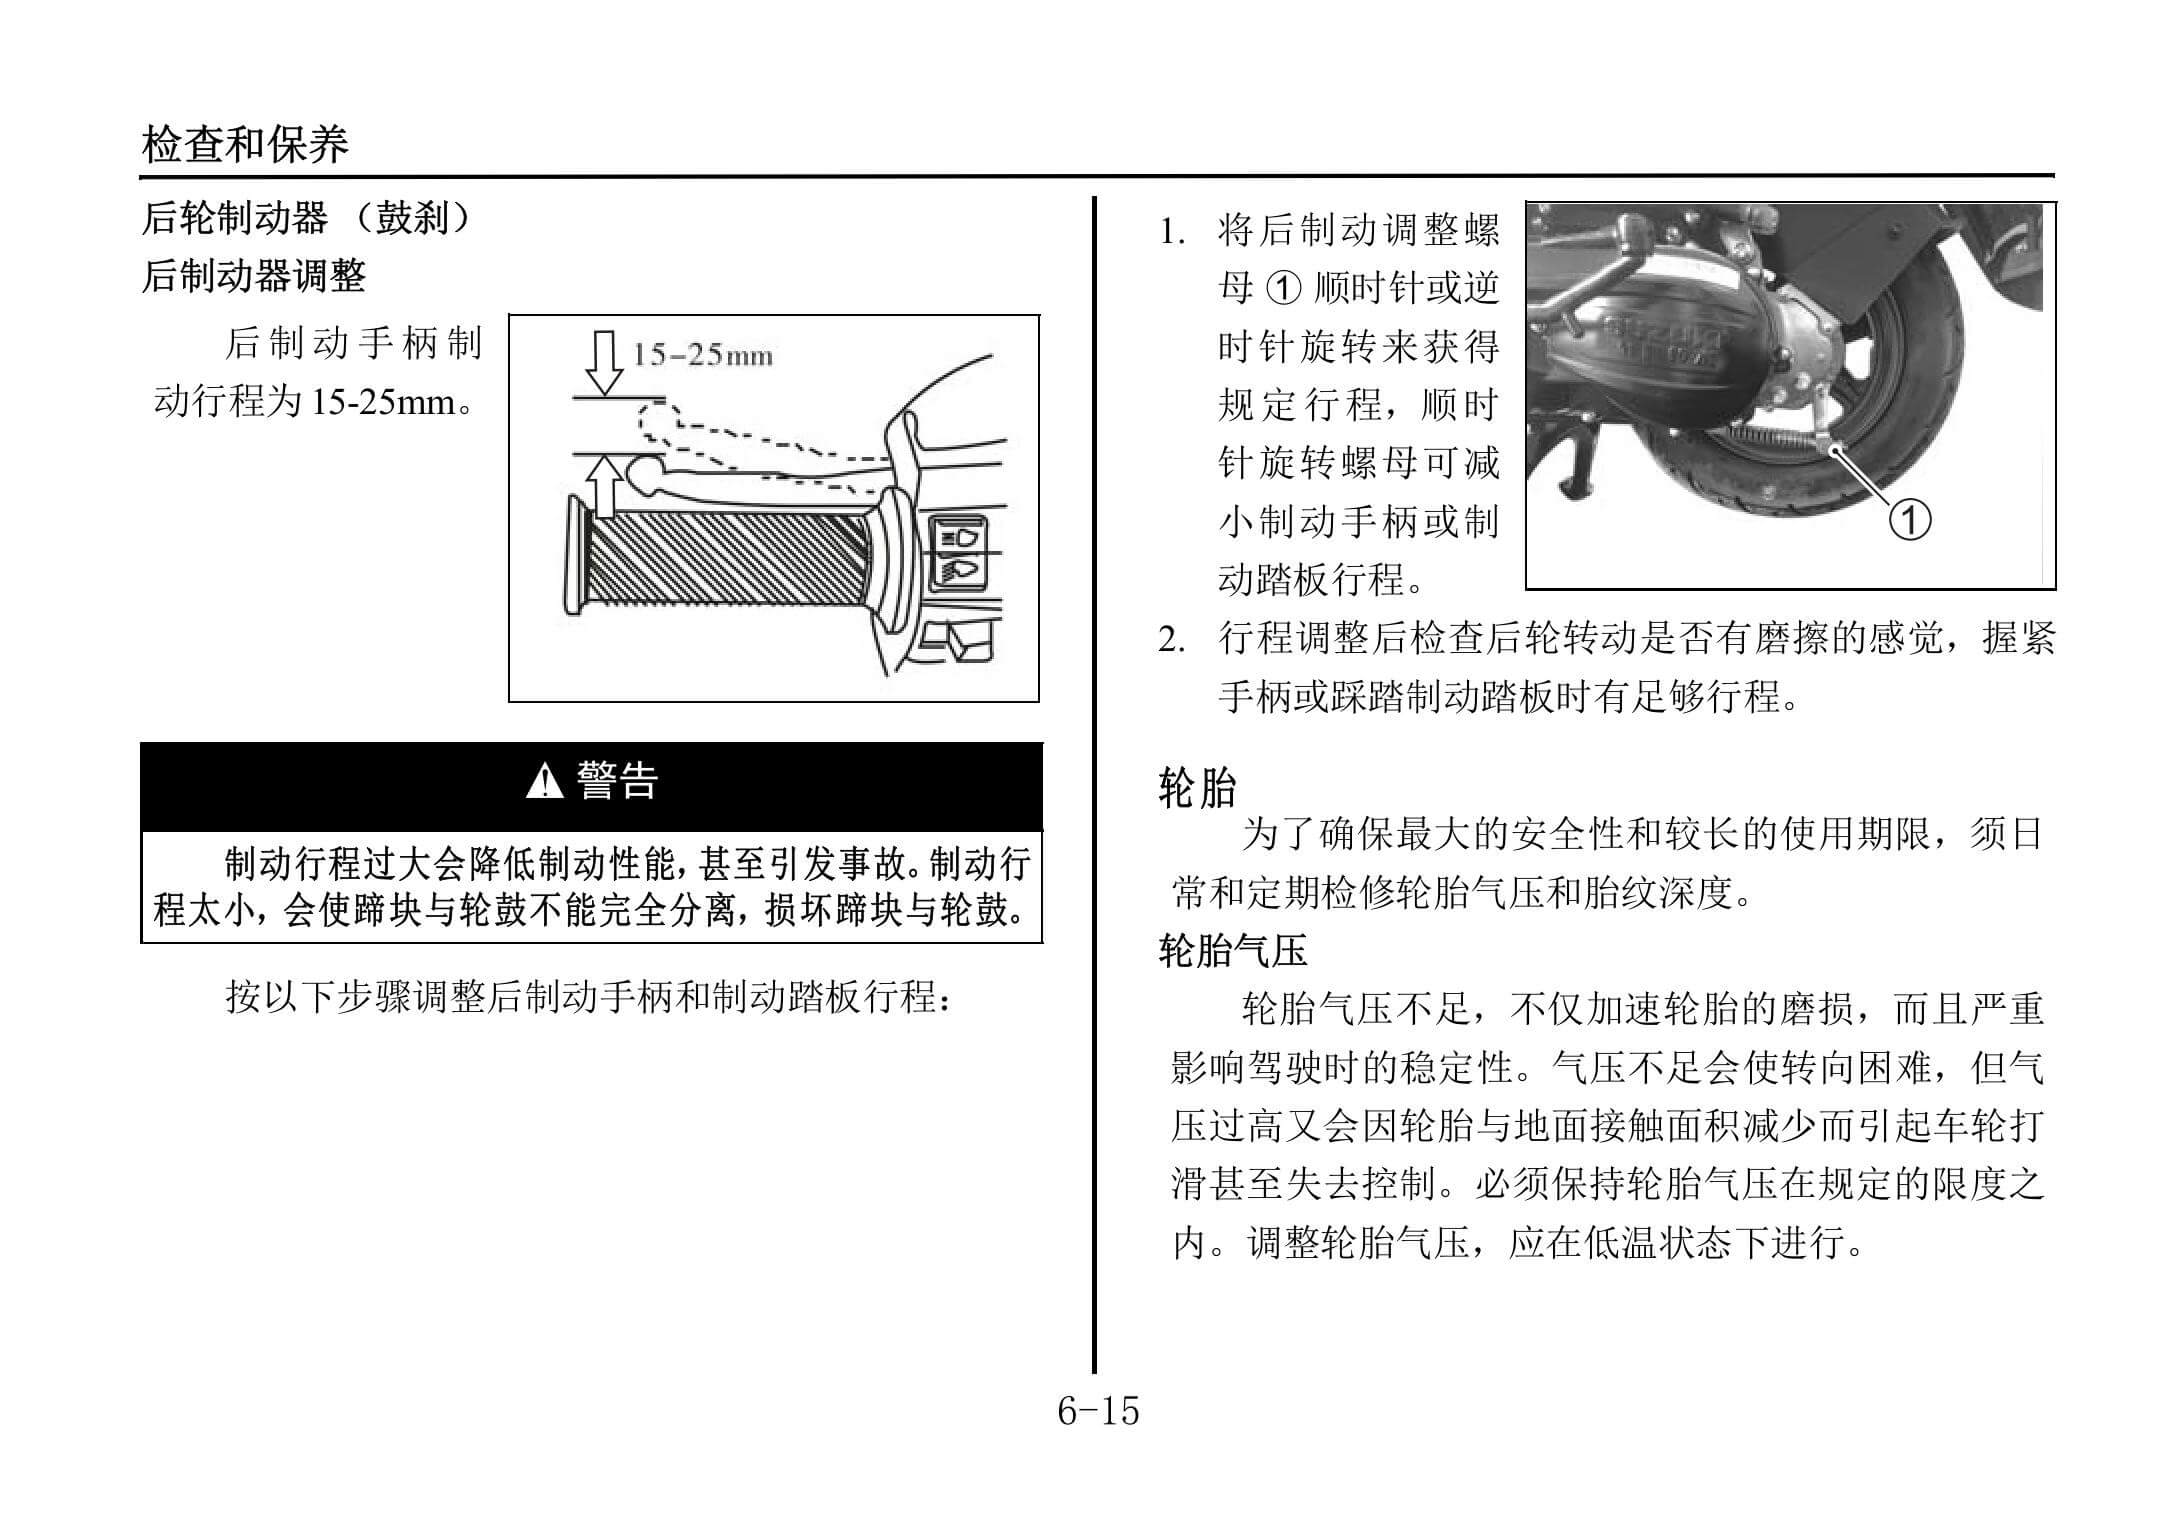 检查和保养
后轮制动器 （鼓刹）
后制动器调整
后制动手柄制
动行程为 15-25mm。
15-25mm
警告
制动行程过大会降低制动性能, 甚至引发事故。制动行
程太小, 会使蹄块与轮鼓不能完全分离, 损坏蹄块与轮鼓。
按以下步骤调整后制动手柄和制动踏板行程：
1. 将后制动调整螺
母 ① 顺时针或逆
时针旋转来获得
规定行程，顺时
针旋转螺母可减
小制动手柄或制
动踏板行程。
SUZUKI
①
2. 行程调整后检查后轮转动是否有磨擦的感觉，握紧
手柄或踩踏制动踏板时有足够行程。
轮胎
为了确保最大的安全性和较长的使用期限，须日
常和定期检修轮胎气压和胎纹深度。
轮胎气压
轮胎气压不足，不仅加速轮胎的磨损，而且严重
影响驾驶时的稳定性。气压不足会使转向困难，但气
压过高又会因轮胎与地面接触面积减少而引起车轮打
滑甚至失去控制。必须保持轮胎气压在规定的限度之
内。调整轮胎气压，应在低温状态下进行。
6-15